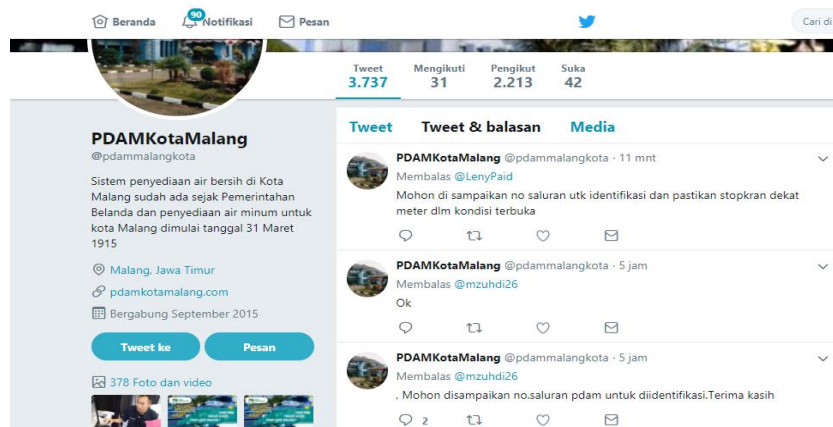 Beranda 90 Notifikasi Pesan Cari di
Tweet Mengikuti Pengikut Suka
3.737 31 2.213 42
PDAMKotaMalang
@pdammalangkota
Sistem penyediaan air bersih di Kota
Malang sudah ada sejak Pemerintahan
Belanda dan penyediaan air minum untuk
kota Malang dimulai tanggal 31 Maret
1915
Malang, Jawa Timur
pdamkotamalang.com
Bergabung September 2015
Tweet ke Pesan
378 Foto dan video
Tweet Tweet & balasan Media
PDAMKotaMalang @pdammalangkota · 11 mnt
Membalas @LenyPaid
Mohon di sampaikan no saluran utk identifikasi dan pastikan stopkran dekat
meter dlm kondisi terbuka
PDAMKotaMalang @pdammalangkota · 5 jam
Membalas @mzuhdi26
Ok
PDAMKotaMalang @pdammalangkota · 5 jam
Membalas @mzuhdi26
, Mohon disampaikan no.saluran pdam untuk diidentifikasi.Terima kasih
2